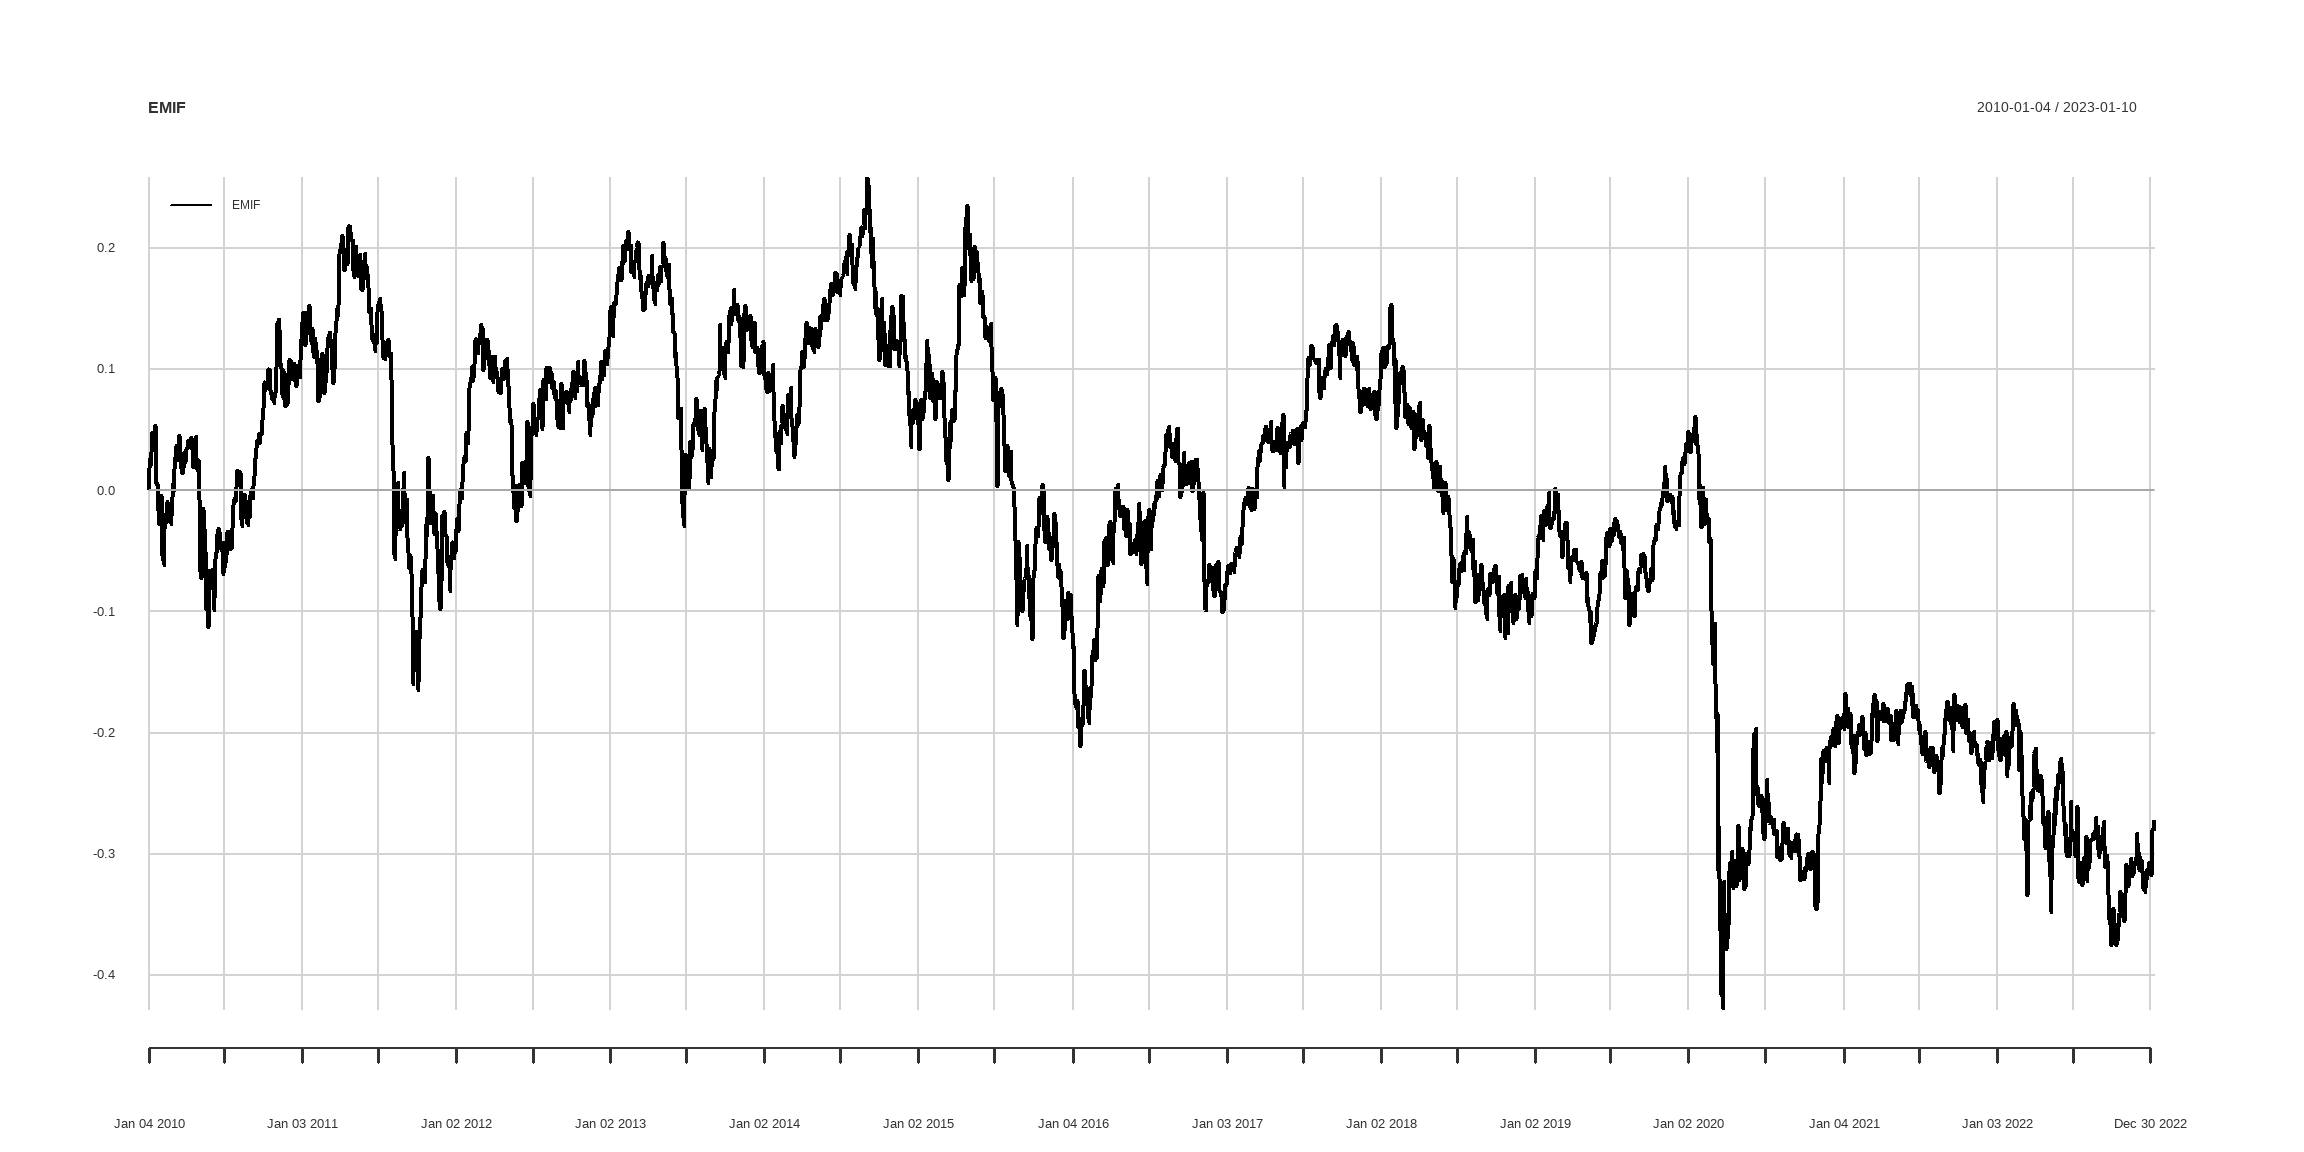 EMIF
2010-01-04 / 2023-01-10
EMIF
0.2
0.1
0.0
-0.1
-0.2
-0.3
-0.4
Jan 04 2010
Jan 03 2011
Jan 02 2012
Jan 02 2013
Jan 02 2014
Jan 02 2015
Jan 04 2016
Jan 03 2017
Jan 02 2018
Jan 02 2019
Jan 02 2020
Jan 04 2021
Jan 03 2022
Dec 30 2022